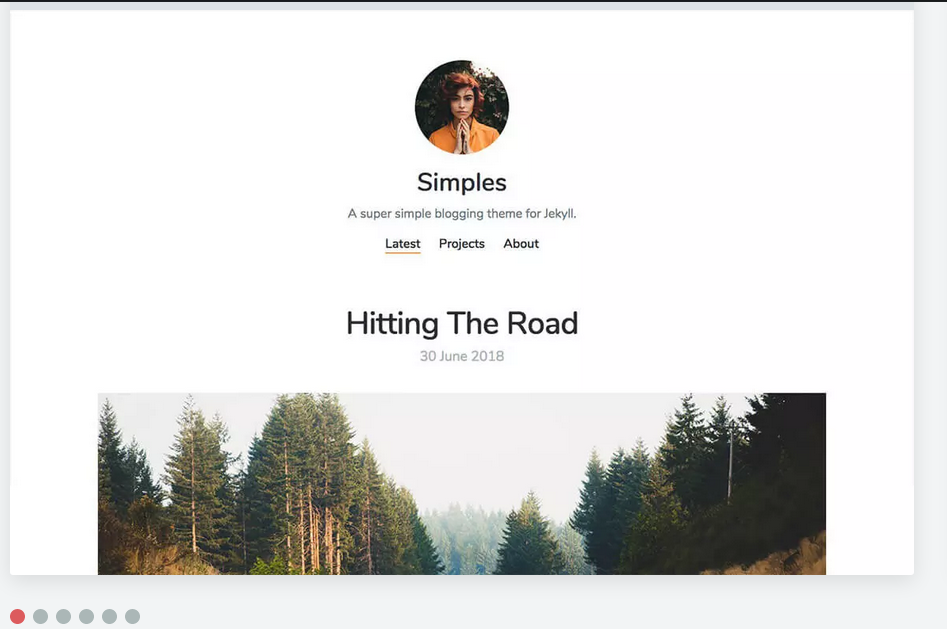 Simples
A super simple blogging theme for Jekyll.
Latest Projects About
Hitting The Road
30 June 2018